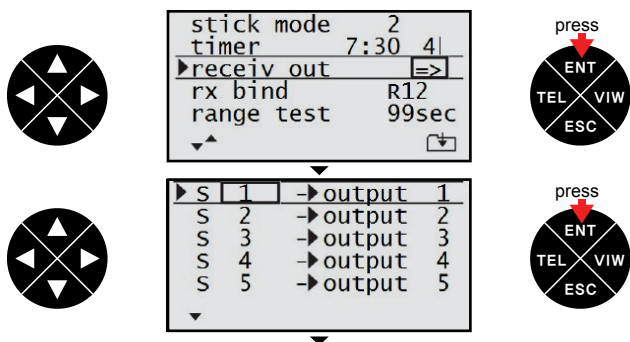 stick mode 2
timer 7:30 4|
receiv out =>
rx bind R12
range test 99sec
press
ENT
TEL VIW
ESC
S 1 → output 1
S 2 → output 2
S 3 → output 3
S 4 → output 4
S 5 → output 5
press
ENT
TEL VIW
ESC